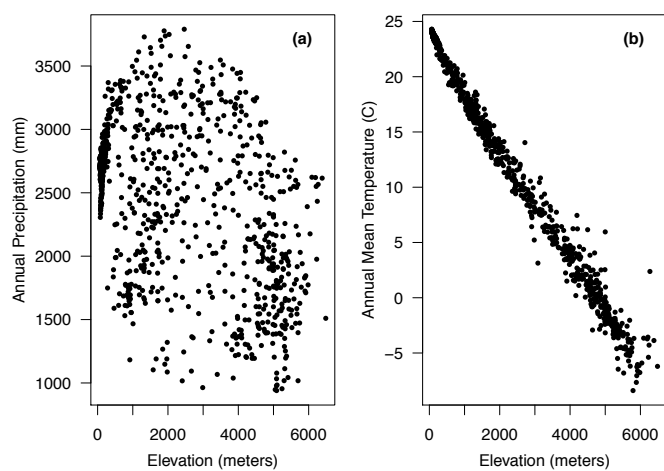 (a)
Annual Precipitation (mm)
3500
3000
2500
2000
1500
1000
0 2000 4000 6000
Elevation (meters)
(b)
Annual Mean Temperature (C)
25
20
15
10
5
0
−5
0 2000 4000 6000
Elevation (meters)